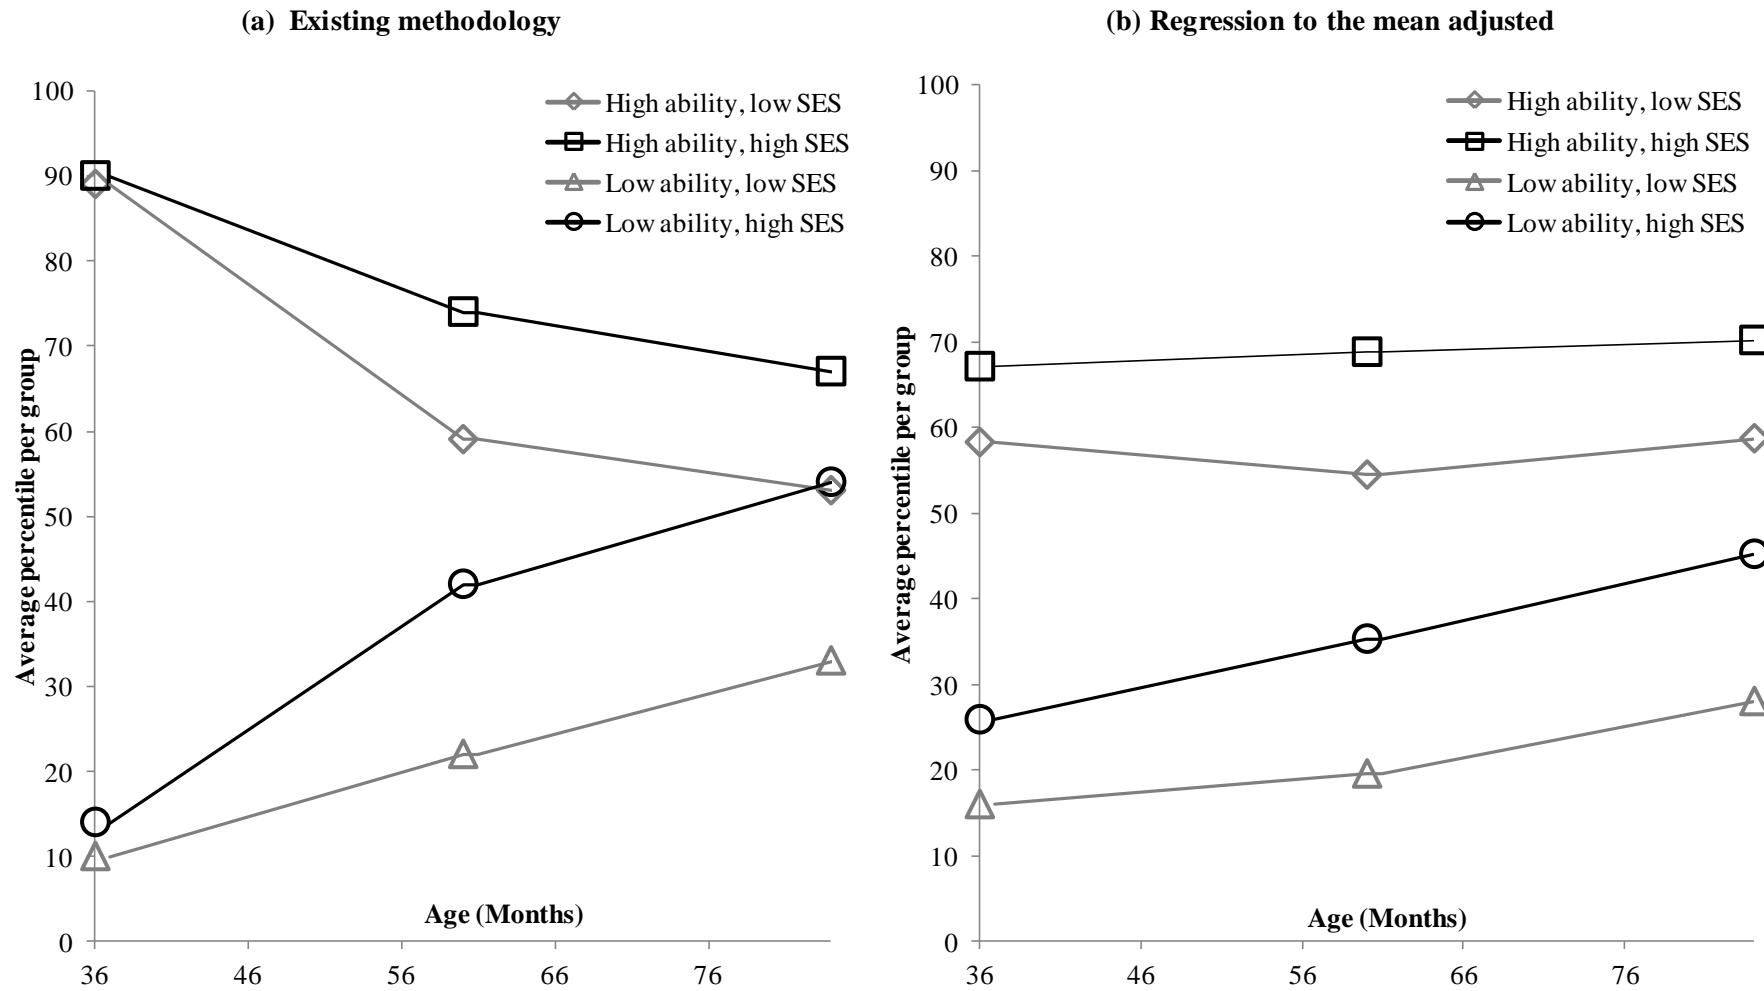 (a) Existing methodology
100
90
80
70
60
50
40
30
20
10
0
Average percentile per group
High ability, low SES
High ability, high SES
Low ability, low SES
Low ability, high SES
Age (Months)
36 46 56 66 76
(b) Regression to the mean adjusted
100
90
80
70
60
50
40
30
20
10
0
Average percentile per group
High ability, low SES
High ability, high SES
Low ability, low SES
Low ability, high SES
Age (Months)
36 46 56 66 76